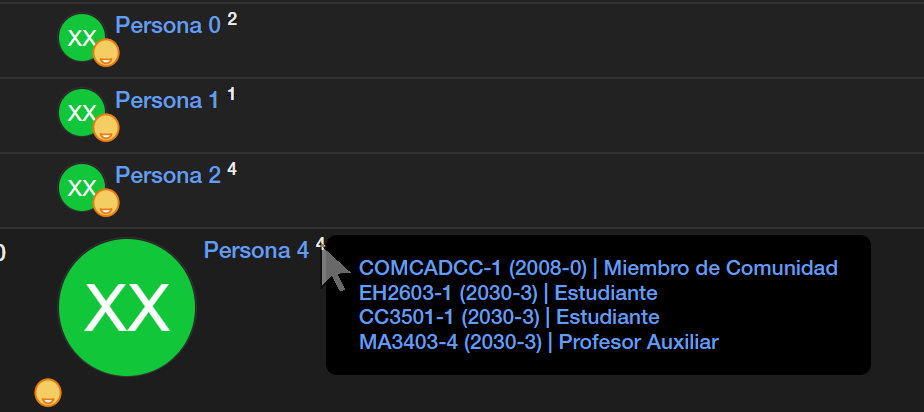 XX
Persona 0 2
XX
Persona 1 1
XX
Persona 2 4
XX
Persona 4 4
COMCADCC-1 (2008-0) | Miembro de Comunidad
EH2603-1 (2030-3) | Estudiante
CC3501-1 (2030-3) | Estudiante
MA3403-4 (2030-3) | Profesor Auxiliar